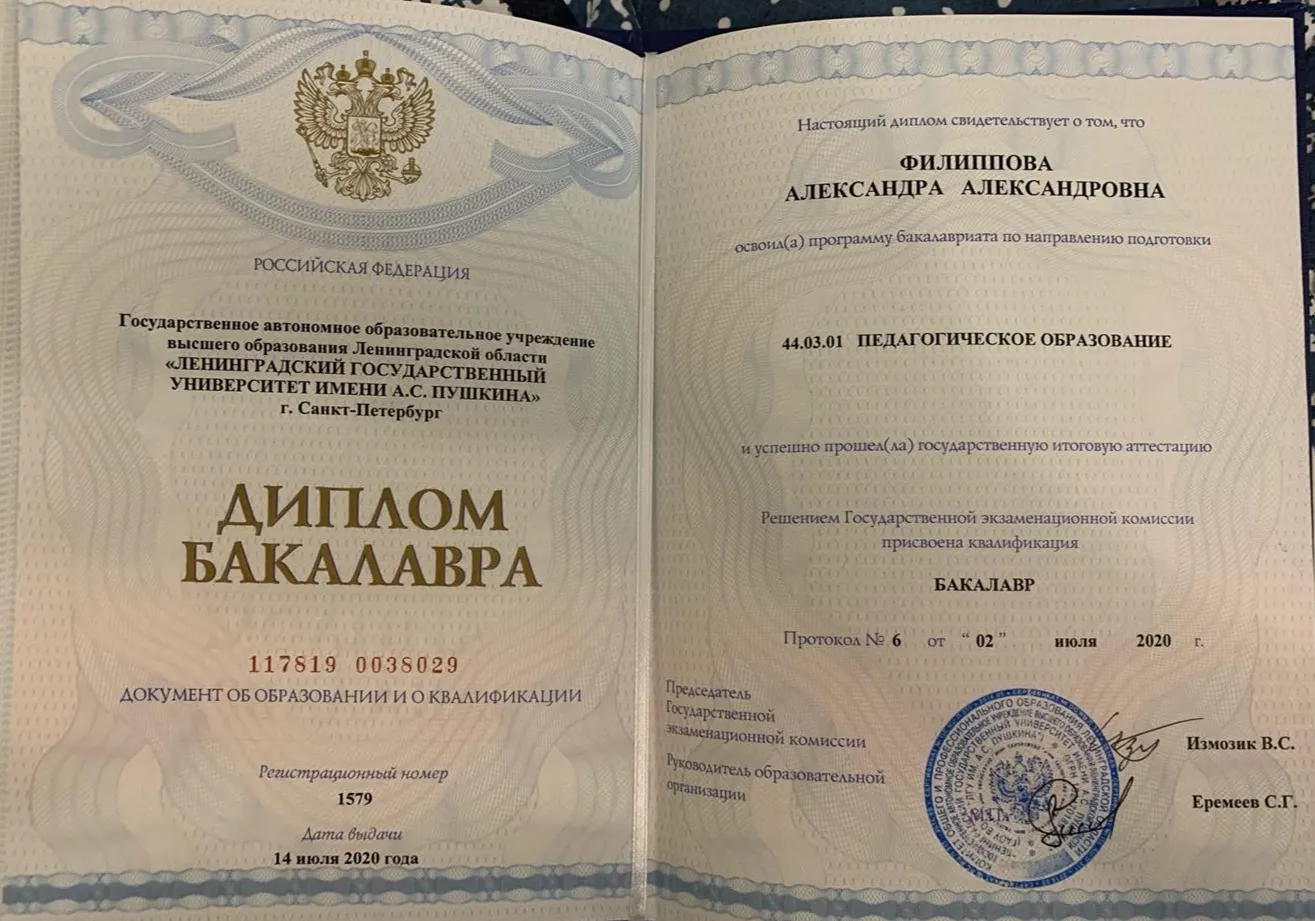 РОССИЙСКАЯ ФЕДЕРАЦИЯ
Государственное автономное образовательное учреждение
высшего образования Ленинградской области
«ЛЕНИНГРАДСКИЙ ГОСУДАРСТВЕННЫЙ
УНИВЕРСИТЕТ ИМЕНИ А.С. ПУШКИНА»
г. Санкт-Петербург
ДИПЛОМ
БАКАЛАВРА
117819 0038029
ДОКУМЕНТ ОБ ОБРАЗОВАНИИ И О КВАЛИФИКАЦИИ
Регистрационный номер
1579
Дата выдачи
14 июля 2020 года
Настоящий диплом свидетельствует о том, что
ФИЛИППОВА
АЛЕКСАНДРА АЛЕКСАНДРОВНА
освоил(а) программу бакалавриата по направлению подготовки
44.03.01 ПЕДАГОГИЧЕСКОЕ ОБРАЗОВАНИЕ
и успешно прошел(ла) государственную итоговую аттестацию
Решением Государственной экзаменационной комиссии
присвоена квалификация
БАКАЛАВР
Протокол № 6 от “ 02 ” июля 2020 г.
Председатель
Государственной
экзаменационной комиссии
Измозик В.С.
Руководитель образовательной
организации
Еремеев С.Г.